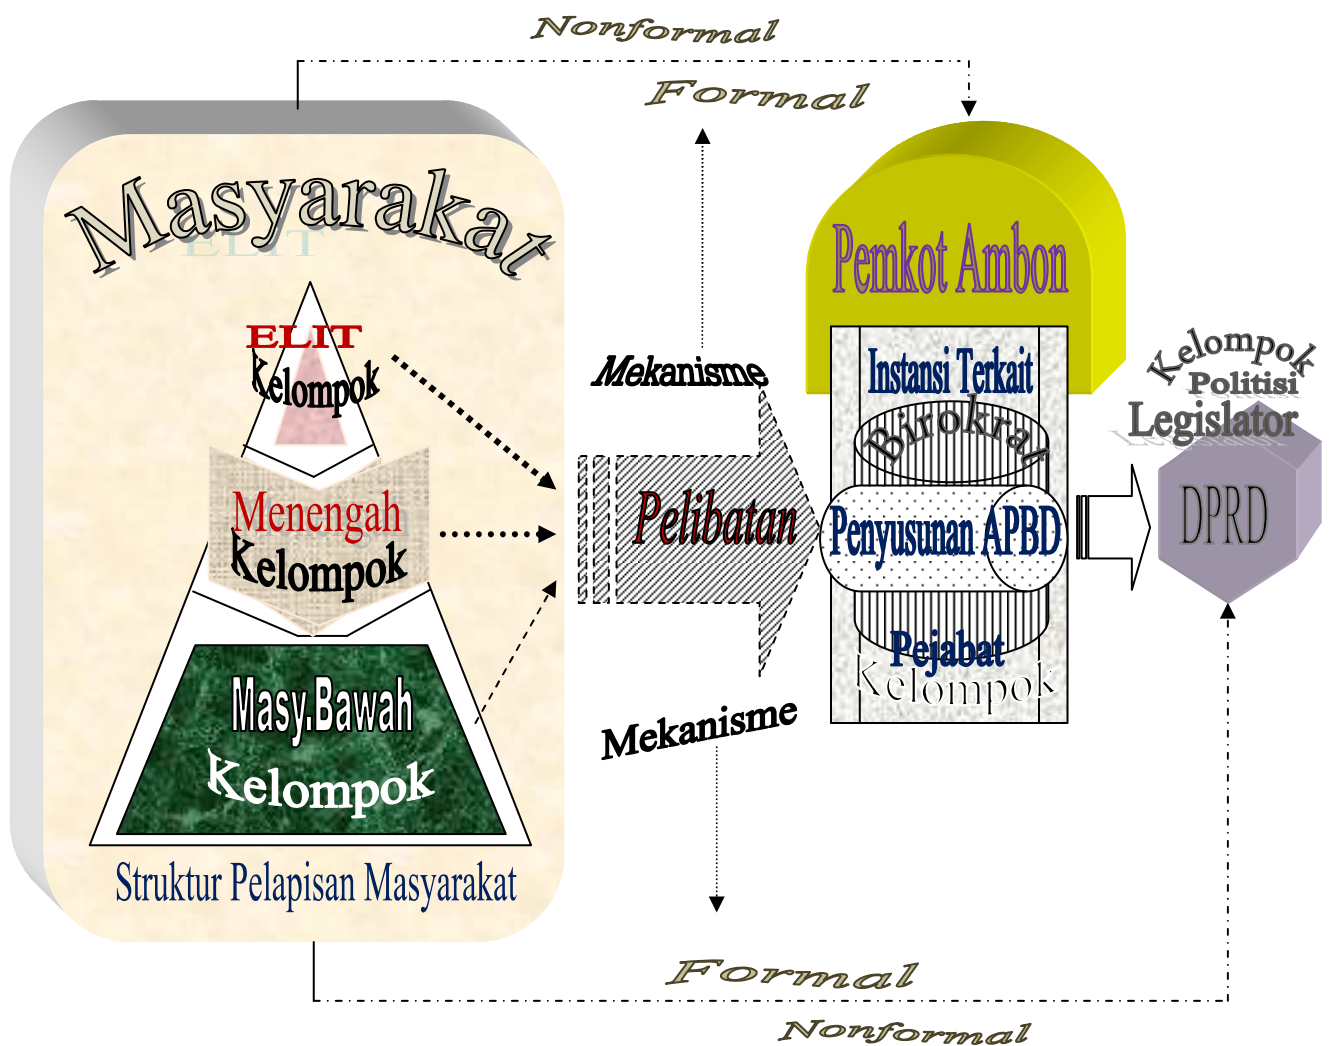 Nonformal
Formal
Masyarakat
ELIT
ELIT
Kelompok
Menengah
Kelompok
Masy.Bawah
Kelompok
Struktur Pelapisan Masyarakat
Mekanisme
Pelibatan
Mekanisme
Pemkot Ambon
Instansi Terkait
Birokrat
Penyusunan APBD
Pejabat
Kelompok
Kelompok
Politisi
Legislator
DPRD
Formal
Nonformal